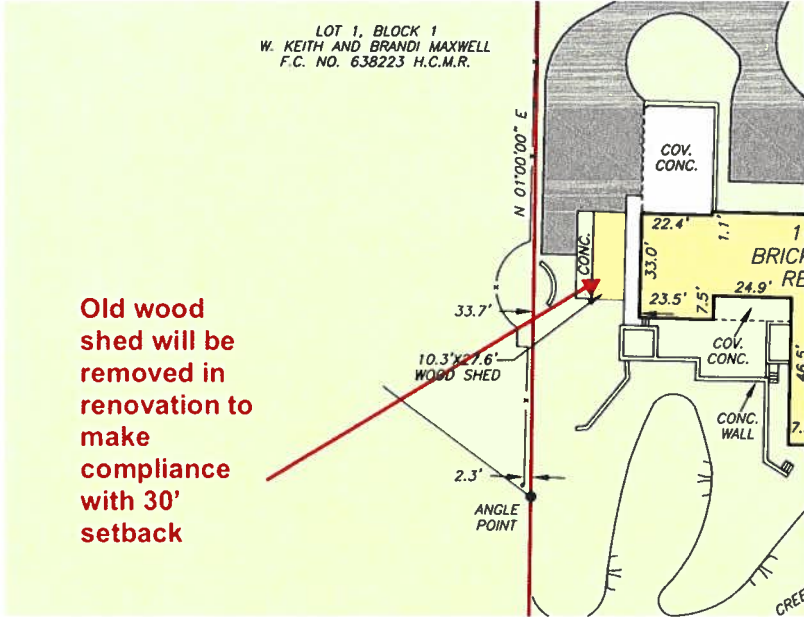 LOT 1, BLOCK 1
W. KEITH AND BRANDI MAXWELL
F.C. NO. 638223 H.C.M.R.
N 01°00'00" E
COV.
CONC.
22.4'
1.1'
1
BRICK
RE
CONC.
33.0'
23.5'
7.5'
24.9'
33.7'
COV.
CONC.
46.5'
10.3'X27.6'
WOOD SHED
CONC.
WALL
7.
2.3'
ANGLE
POINT
CREE
Old wood
shed will be
removed in
renovation to
make
compliance
with 30'
setback